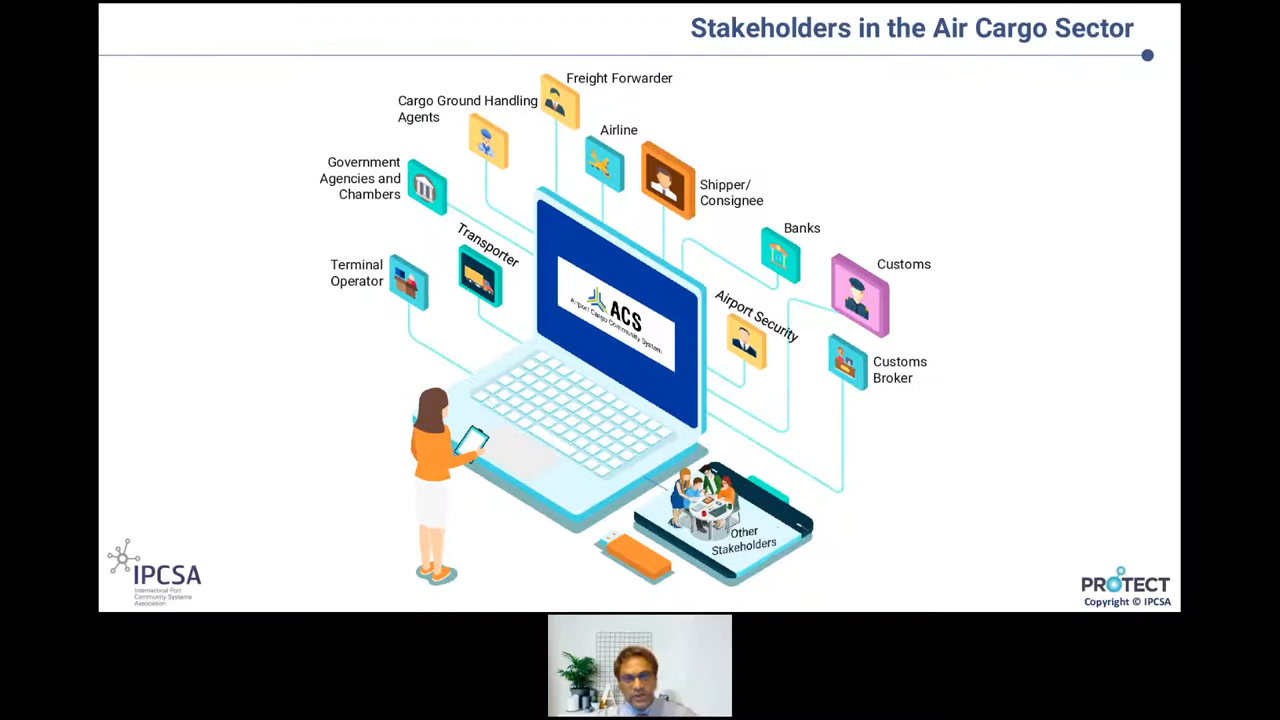 Stakeholders in the Air Cargo Sector
Freight Forwarder
Cargo Ground Handling
Agents
Airline
Government
Agencies and
Chambers
Shipper/
Consignee
Transporter
Banks
Terminal
Operator
Customs
ACS
Airport Cargo Community System
Airport Security
Customs
Broker
Other
Stakeholders
IPCSA
International Port
Community Systems
Association
PROTECT
Copyright © IPCSA